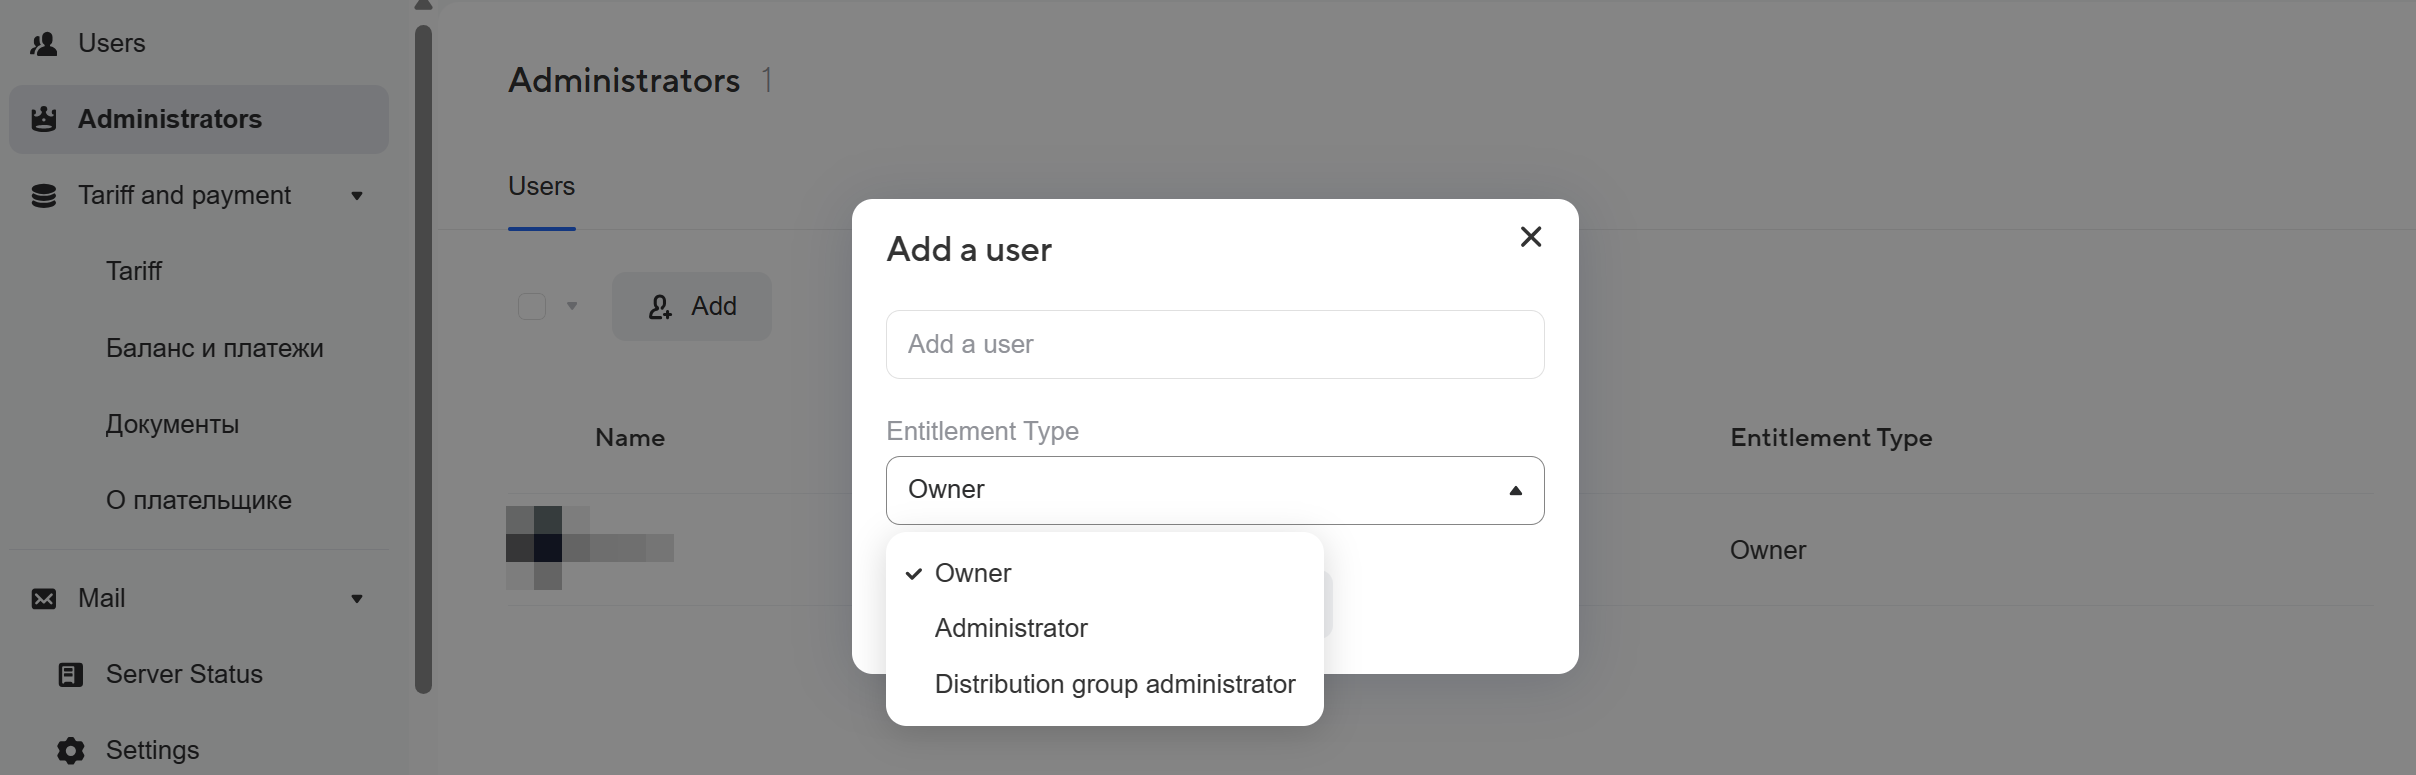 Users
Administrators
Tariff and payment
Tariff
Баланс и платежи
Документы
О плательщике
Mail
Server Status
Settings
Administrators 1
Users
Add
Name
Entitlement Type
Owner
Add a user
Add a user
Entitlement Type
Owner
Owner
Administrator
Distribution group administrator